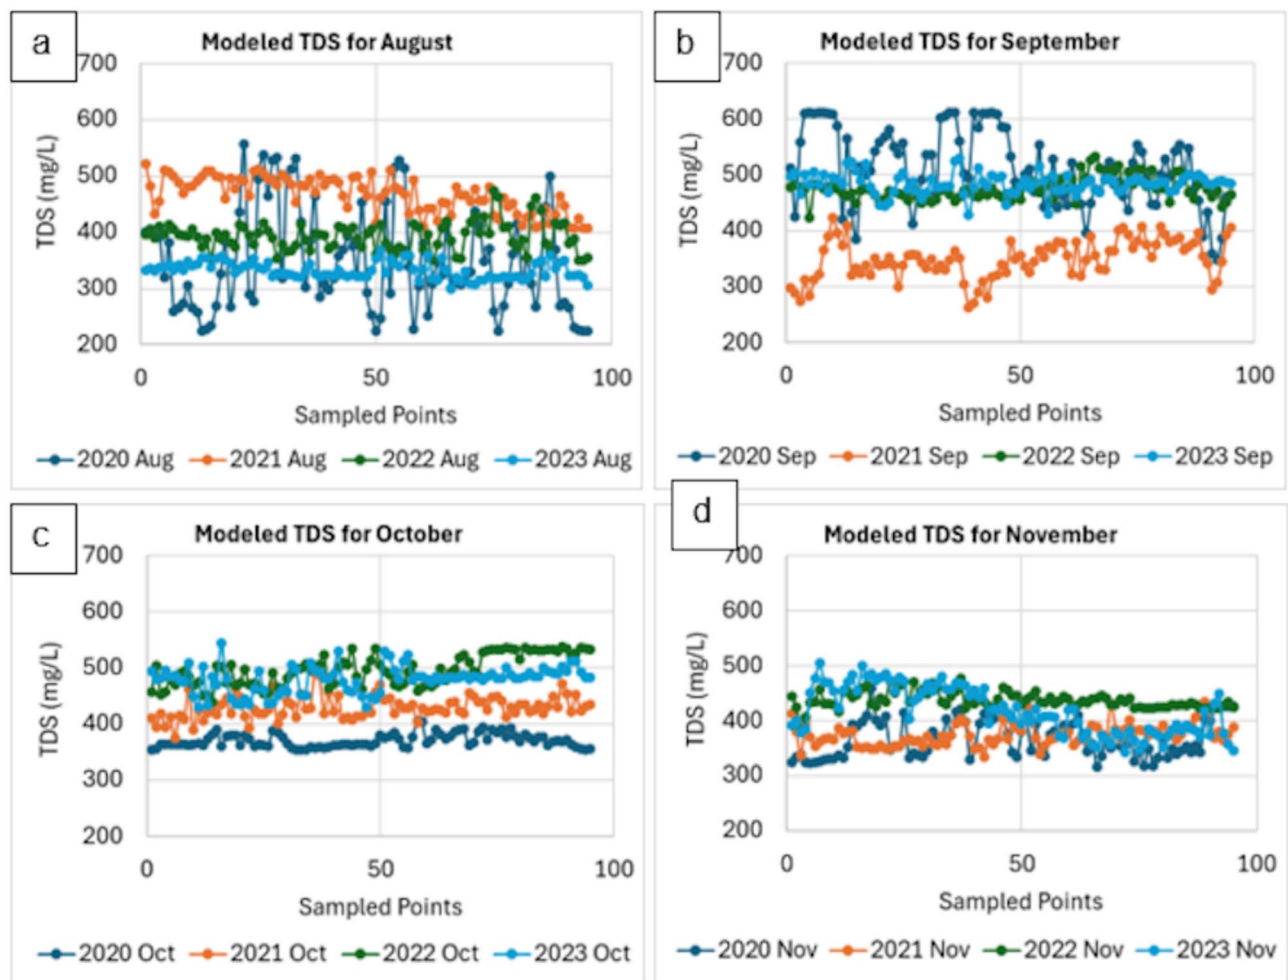 a
Modeled TDS for August
700
600
500
400
300
200
TDS (mg/L)
0 50 100
Sampled Points
2020 Aug 2021 Aug 2022 Aug 2023 Aug
b
Modeled TDS for September
700
600
500
400
300
200
TDS (mg/L)
0 50 100
Sampled Points
2020 Sep 2021 Sep 2022 Sep 2023 Sep
c
Modeled TDS for October
700
600
500
400
300
200
TDS (mg/L)
0 50 100
Sampled Points
2020 Oct 2021 Oct 2022 Oct 2023 Oct
d
Modeled TDS for November
700
600
500
400
300
200
TDS (mg/L)
0 50 100
Sampled Points
2020 Nov 2021 Nov 2022 Nov 2023 Nov